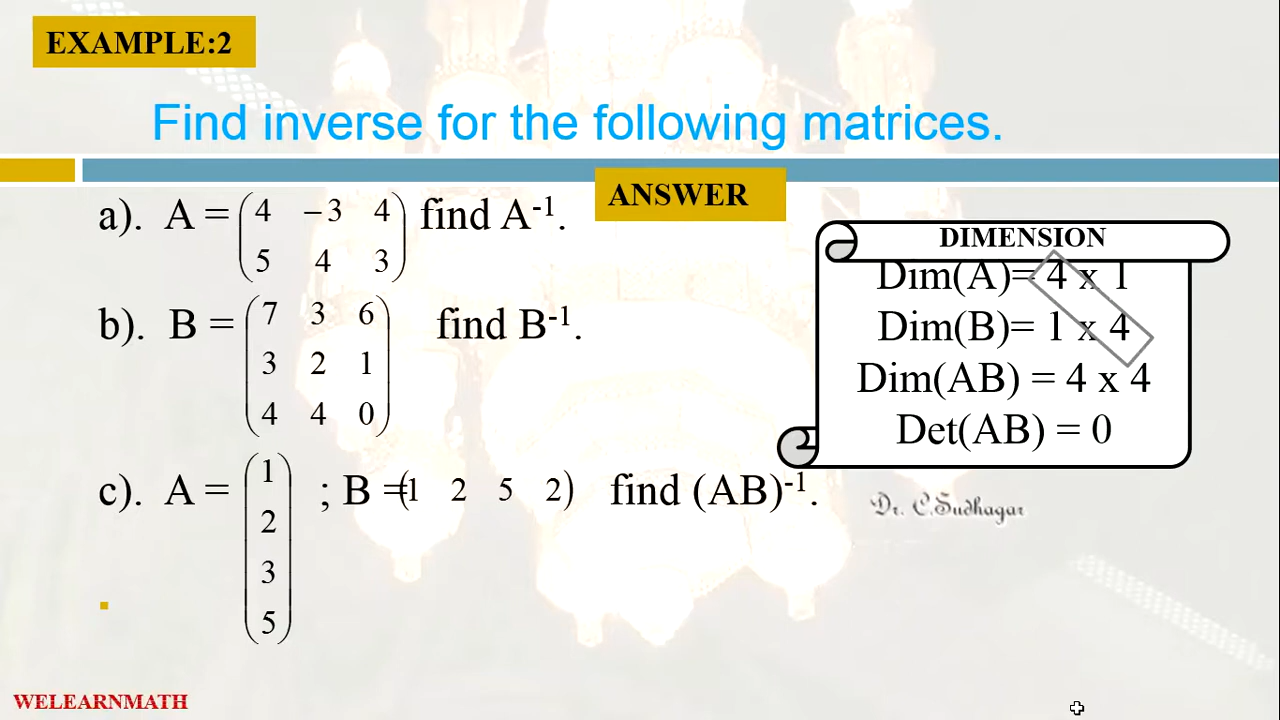 EXAMPLE:2
Find inverse for the following matrices.
ANSWER
a). A = (4 −3 4
5 4 3) find A-1.
b). B = (7 3 6
3 2 1
4 4 0) find B-1.
c). A = (1
2
3
5) ; B =(1 2 5 2) find (AB)-1.
DIMENSION
Dim(A)= 4 x 1
Dim(B)= 1 x 4
Dim(AB) = 4 x 4
Det(AB) = 0
Dr. C.Sudhagar
WELEARNMATH